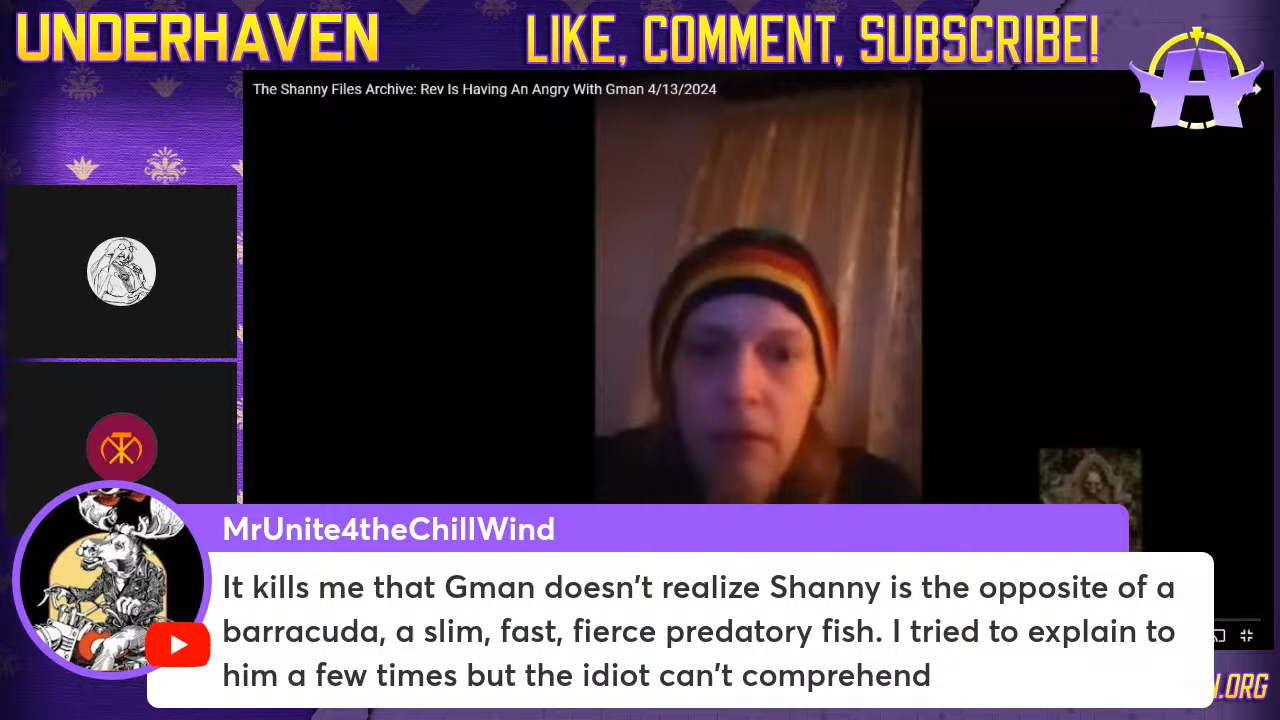 UNDERHAVEN
LIKE, COMMENT, SUBSCRIBE!
The Shanny Files Archive: Rev Is Having An Angry With Gman 4/13/2024
MrUnite4theChillWind
It kills me that Gman doesn't realize Shanny is the opposite of a
barracuda, a slim, fast, fierce predatory fish. I tried to explain to
him a few times but the idiot can't comprehend
.ORG